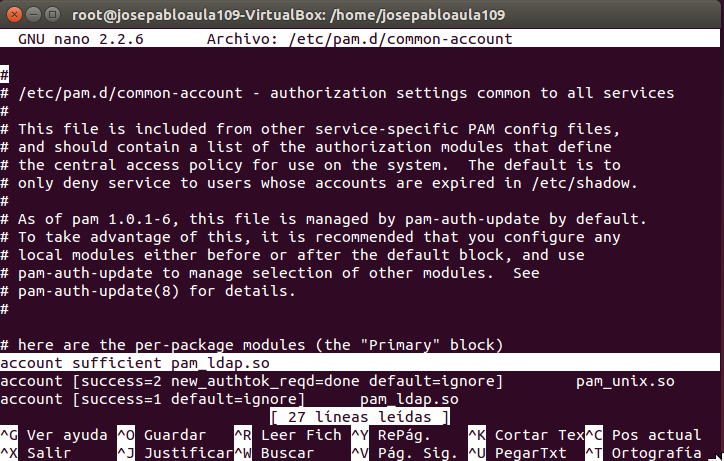 root@josepabloaula109-VirtualBox: /home/josepabloaula109
GNU nano 2.2.6 Archivo: /etc/pam.d/common-account
#
# /etc/pam.d/common-account - authorization settings common to all services
#
# This file is included from other service-specific PAM config files,
# and should contain a list of the authorization modules that define
# the central access policy for use on the system. The default is to
# only deny service to users whose accounts are expired in /etc/shadow.
#
# As of pam 1.0.1-6, this file is managed by pam-auth-update by default.
# To take advantage of this, it is recommended that you configure any
# local modules either before or after the default block, and use
# pam-auth-update to manage selection of other modules. See
# pam-auth-update(8) for details.
#
# here are the per-package modules (the "Primary" block)
account sufficient pam_ldap.so
account [success=2 new_authtok_reqd=done default=ignore] pam_unix.so
account [success=1 default=ignore] pam_ldap.so
[ 27 líneas leídas ]
^G Ver ayuda ^O Guardar ^R Leer Fich ^Y RePág. ^K Cortar Tex ^C Pos actual
^X Salir ^J Justificar ^W Buscar ^V Pág. Sig. ^U PegarTxt ^T Ortografía